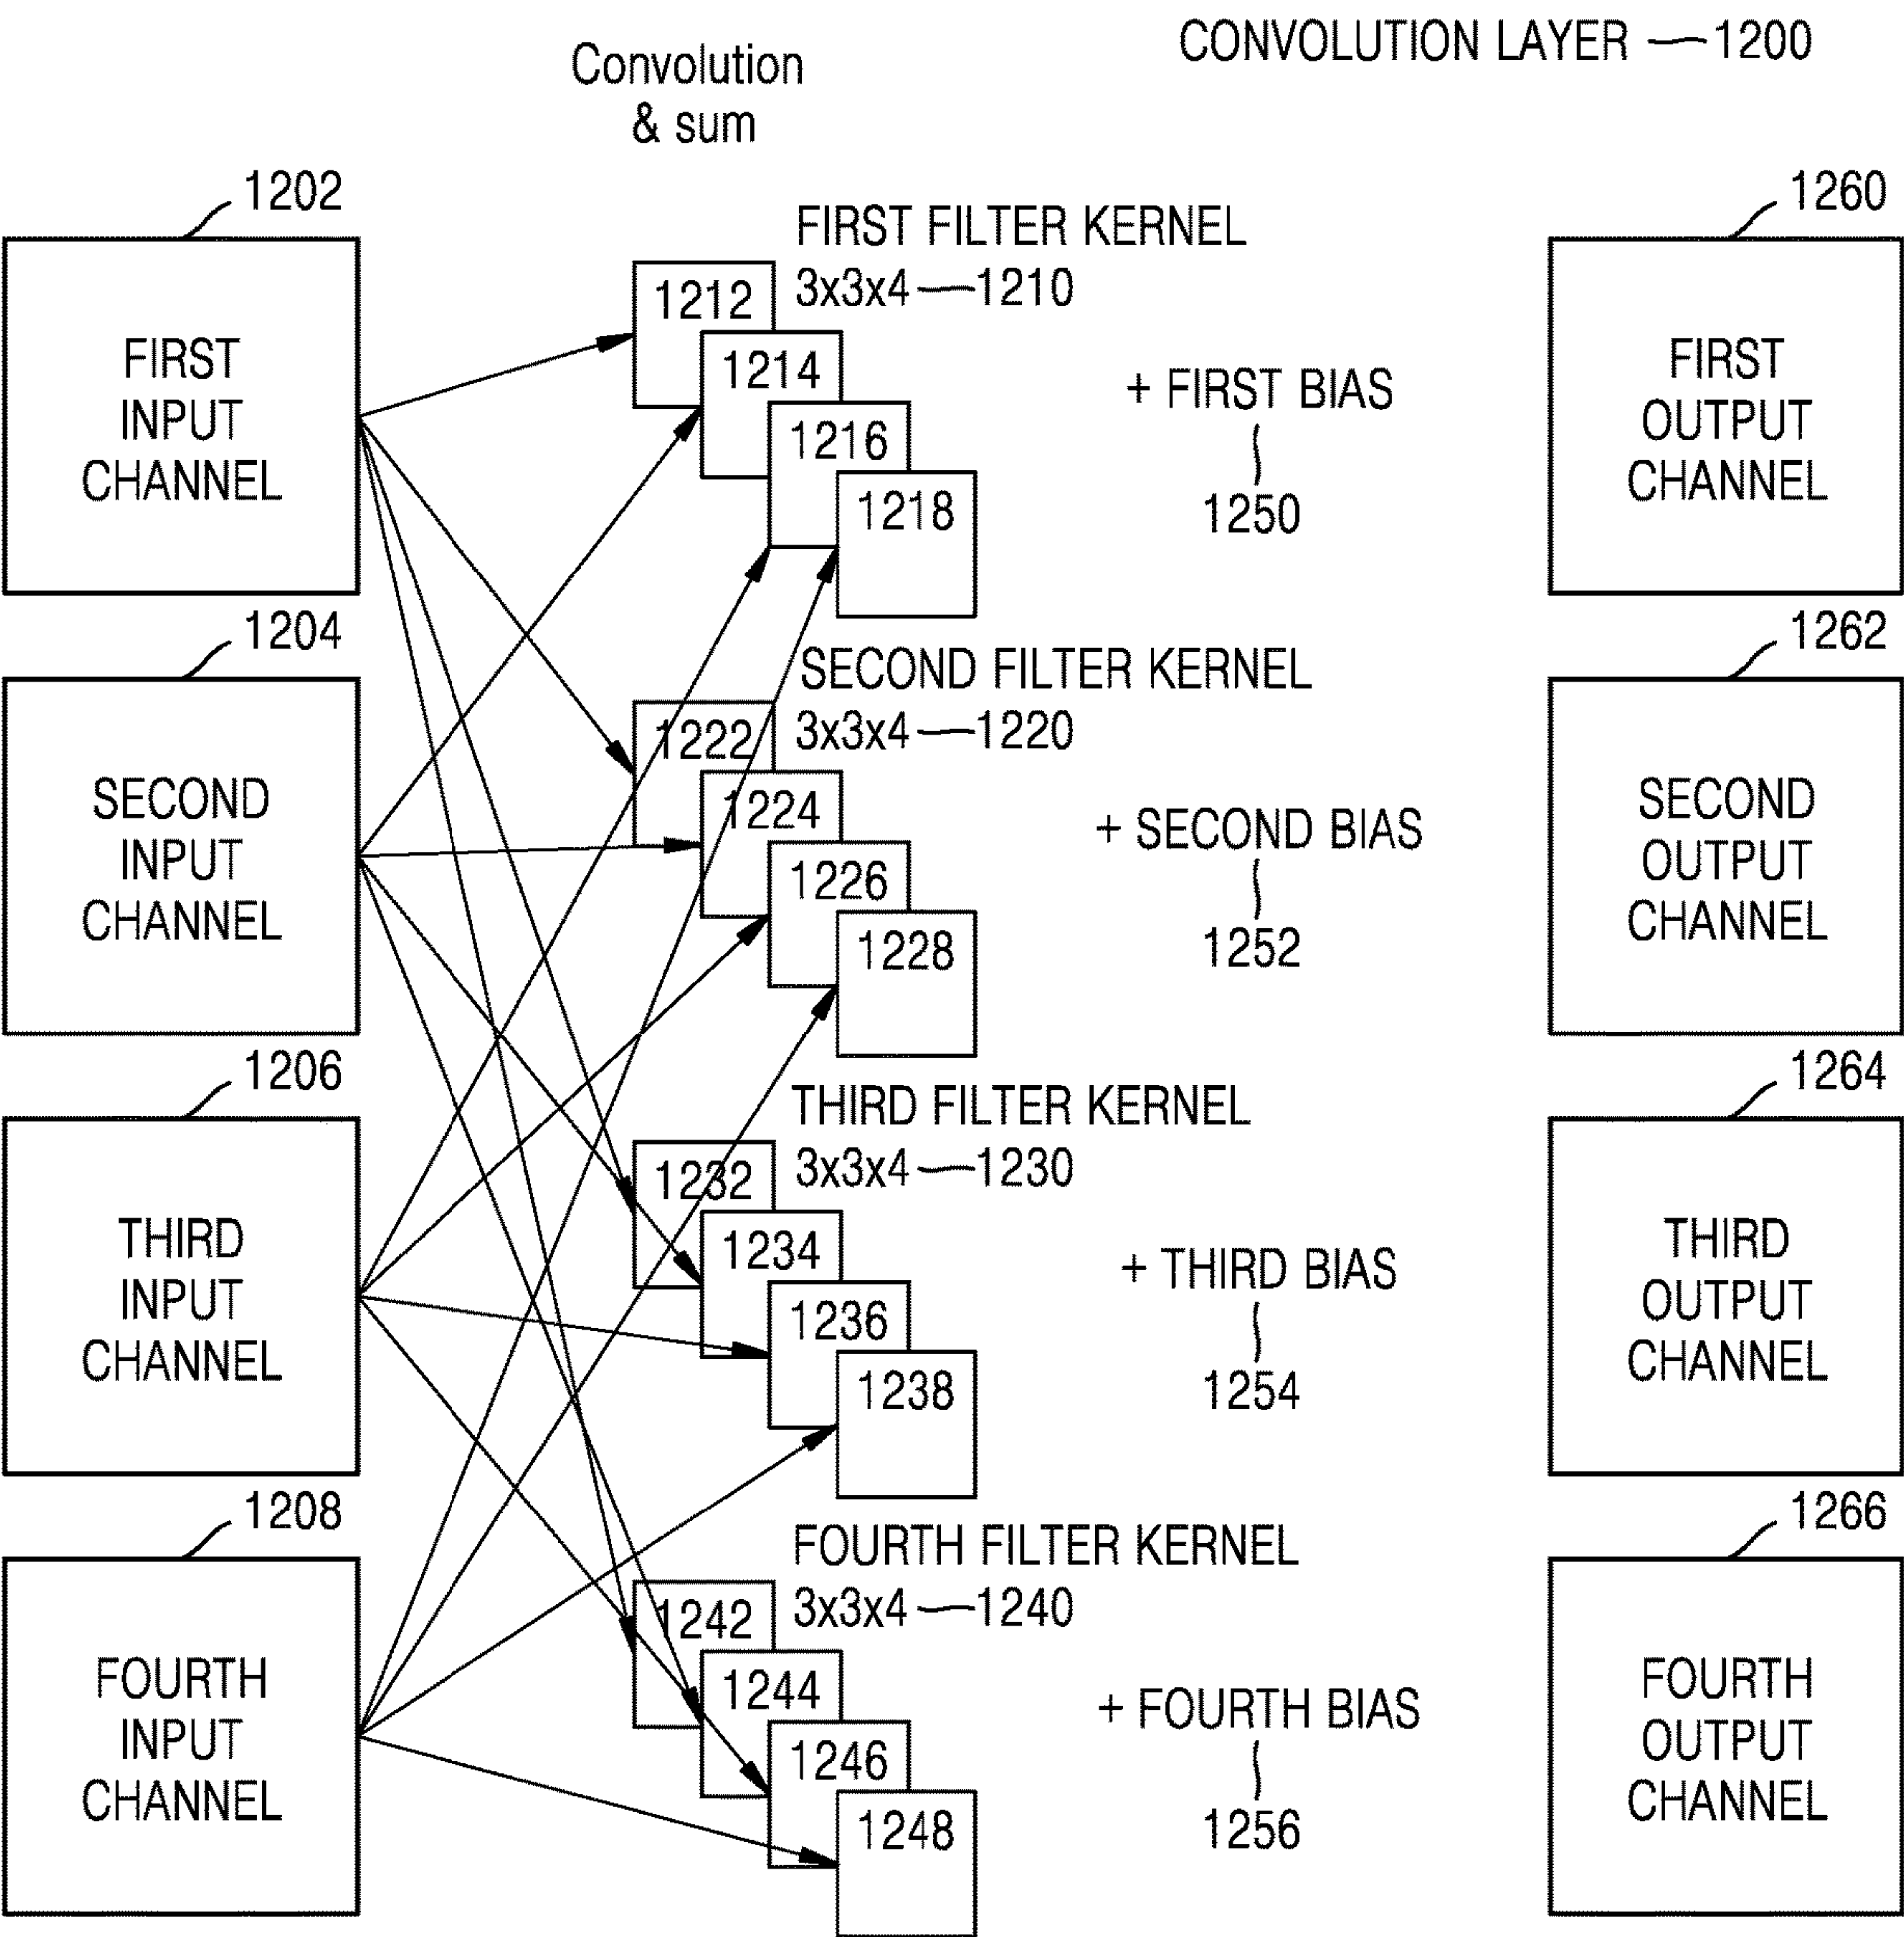 CONVOLUTION LAYER 1200
Convolution
& sum
1202
FIRST
INPUT
CHANNEL
1204
SECOND
INPUT
CHANNEL
1206
THIRD
INPUT
CHANNEL
1208
FOURTH
INPUT
CHANNEL
FIRST FILTER KERNEL
3x3x4 1210
1212
1214
1216
1218
SECOND FILTER KERNEL
3x3x4 1220
1222
1224
1226
1228
THIRD FILTER KERNEL
3x3x4 1230
1232
1234
1236
1238
FOURTH FILTER KERNEL
3x3x4 1240
1242
1244
1246
1248
+ FIRST BIAS
1250
+ SECOND BIAS
1252
+ THIRD BIAS
1254
+ FOURTH BIAS
1256
1260
FIRST
OUTPUT
CHANNEL
1262
SECOND
OUTPUT
CHANNEL
1264
THIRD
OUTPUT
CHANNEL
1266
FOURTH
OUTPUT
CHANNEL